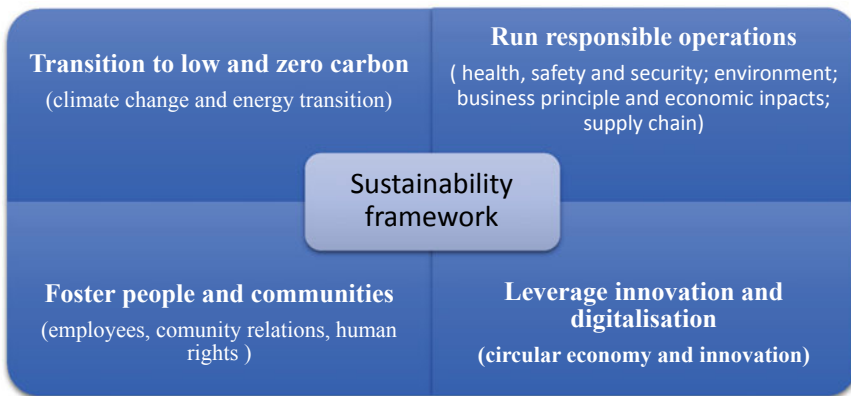 Transition to low and zero carbon
(climate change and energy transition)
Run responsible operations
( health, safety and security; environment;
business principle and economic inpacts;
supply chain)
Sustainability
framework
Foster people and communities
(employees, comunity relations, human
rights )
Leverage innovation and
digitalisation
(circular economy and innovation)